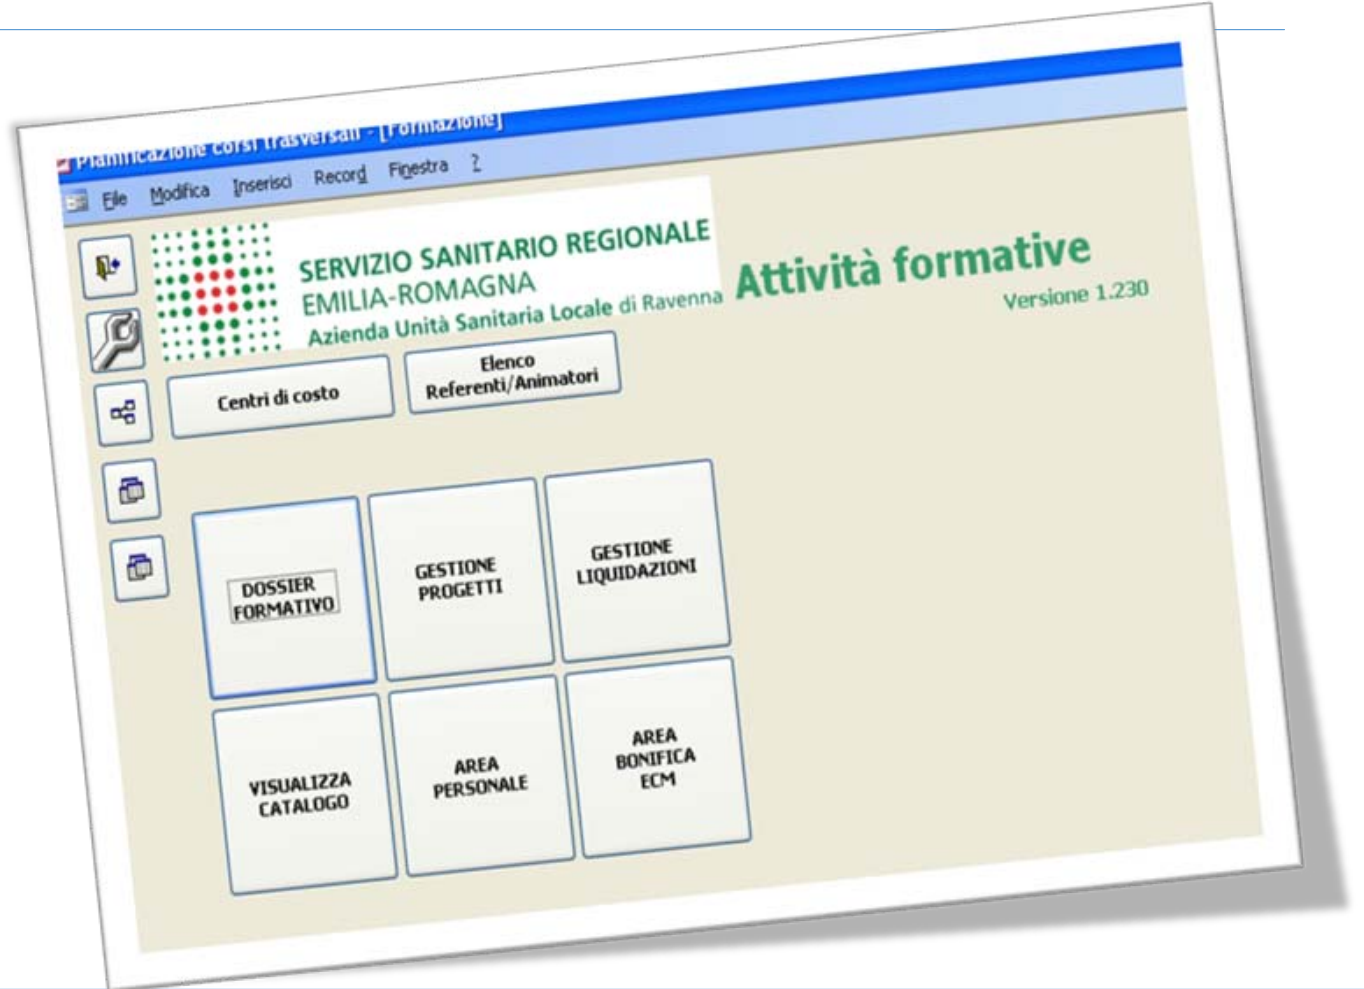 Pianificazione corsi trasversali - [Formazione]
File Modifica Inserisci Record Finestra ?
SERVIZIO SANITARIO REGIONALE
EMILIA-ROMAGNA
Azienda Unità Sanitaria Locale di Ravenna
Attività formative
Versione 1.230
Centri di costo
Elenco
Referenti/Animatori
DOSSIER
FORMATIVO
GESTIONE
PROGETTI
GESTIONE
LIQUIDAZIONI
VISUALIZZA
CATALOGO
AREA
PERSONALE
AREA
BONIFICA
ECM